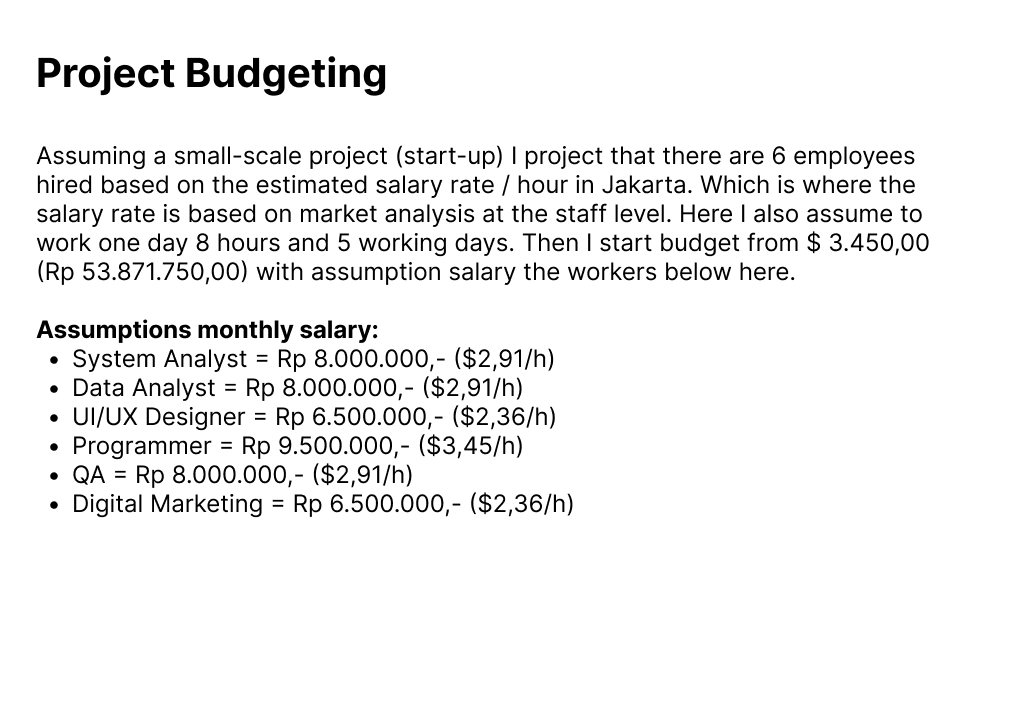 Project Budgeting
Assuming a small-scale project (start-up) I project that there are 6 employees
hired based on the estimated salary rate / hour in Jakarta. Which is where the
salary rate is based on market analysis at the staff level. Here I also assume to
work one day 8 hours and 5 working days. Then I start budget from $ 3.450,00
(Rp 53.871.750,00) with assumption salary the workers below here.
Assumptions monthly salary:
• System Analyst = Rp 8.000.000,- ($2,91/h)
• Data Analyst = Rp 8.000.000,- ($2,91/h)
• UI/UX Designer = Rp 6.500.000,- ($2,36/h)
• Programmer = Rp 9.500.000,- ($3,45/h)
• QA = Rp 8.000.000,- ($2,91/h)
• Digital Marketing = Rp 6.500.000,- ($2,36/h)